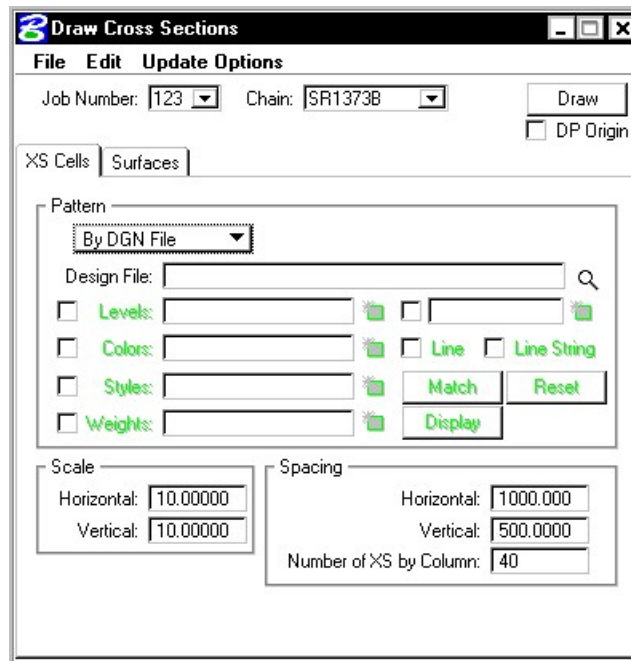 Draw Cross Sections
File Edit Update Options
Job Number: 123 Chain: SR1373B Draw
DP Origin
XS Cells Surfaces
Pattern
By DGN File
Design File:
Levels:
Colors: Line Line String
Styles: Match Reset
Weights: Display
Scale Spacing
Horizontal: 10.00000 Horizontal: 1000.000
Vertical: 10.00000 Vertical: 500.0000
Number of XS by Column: 40